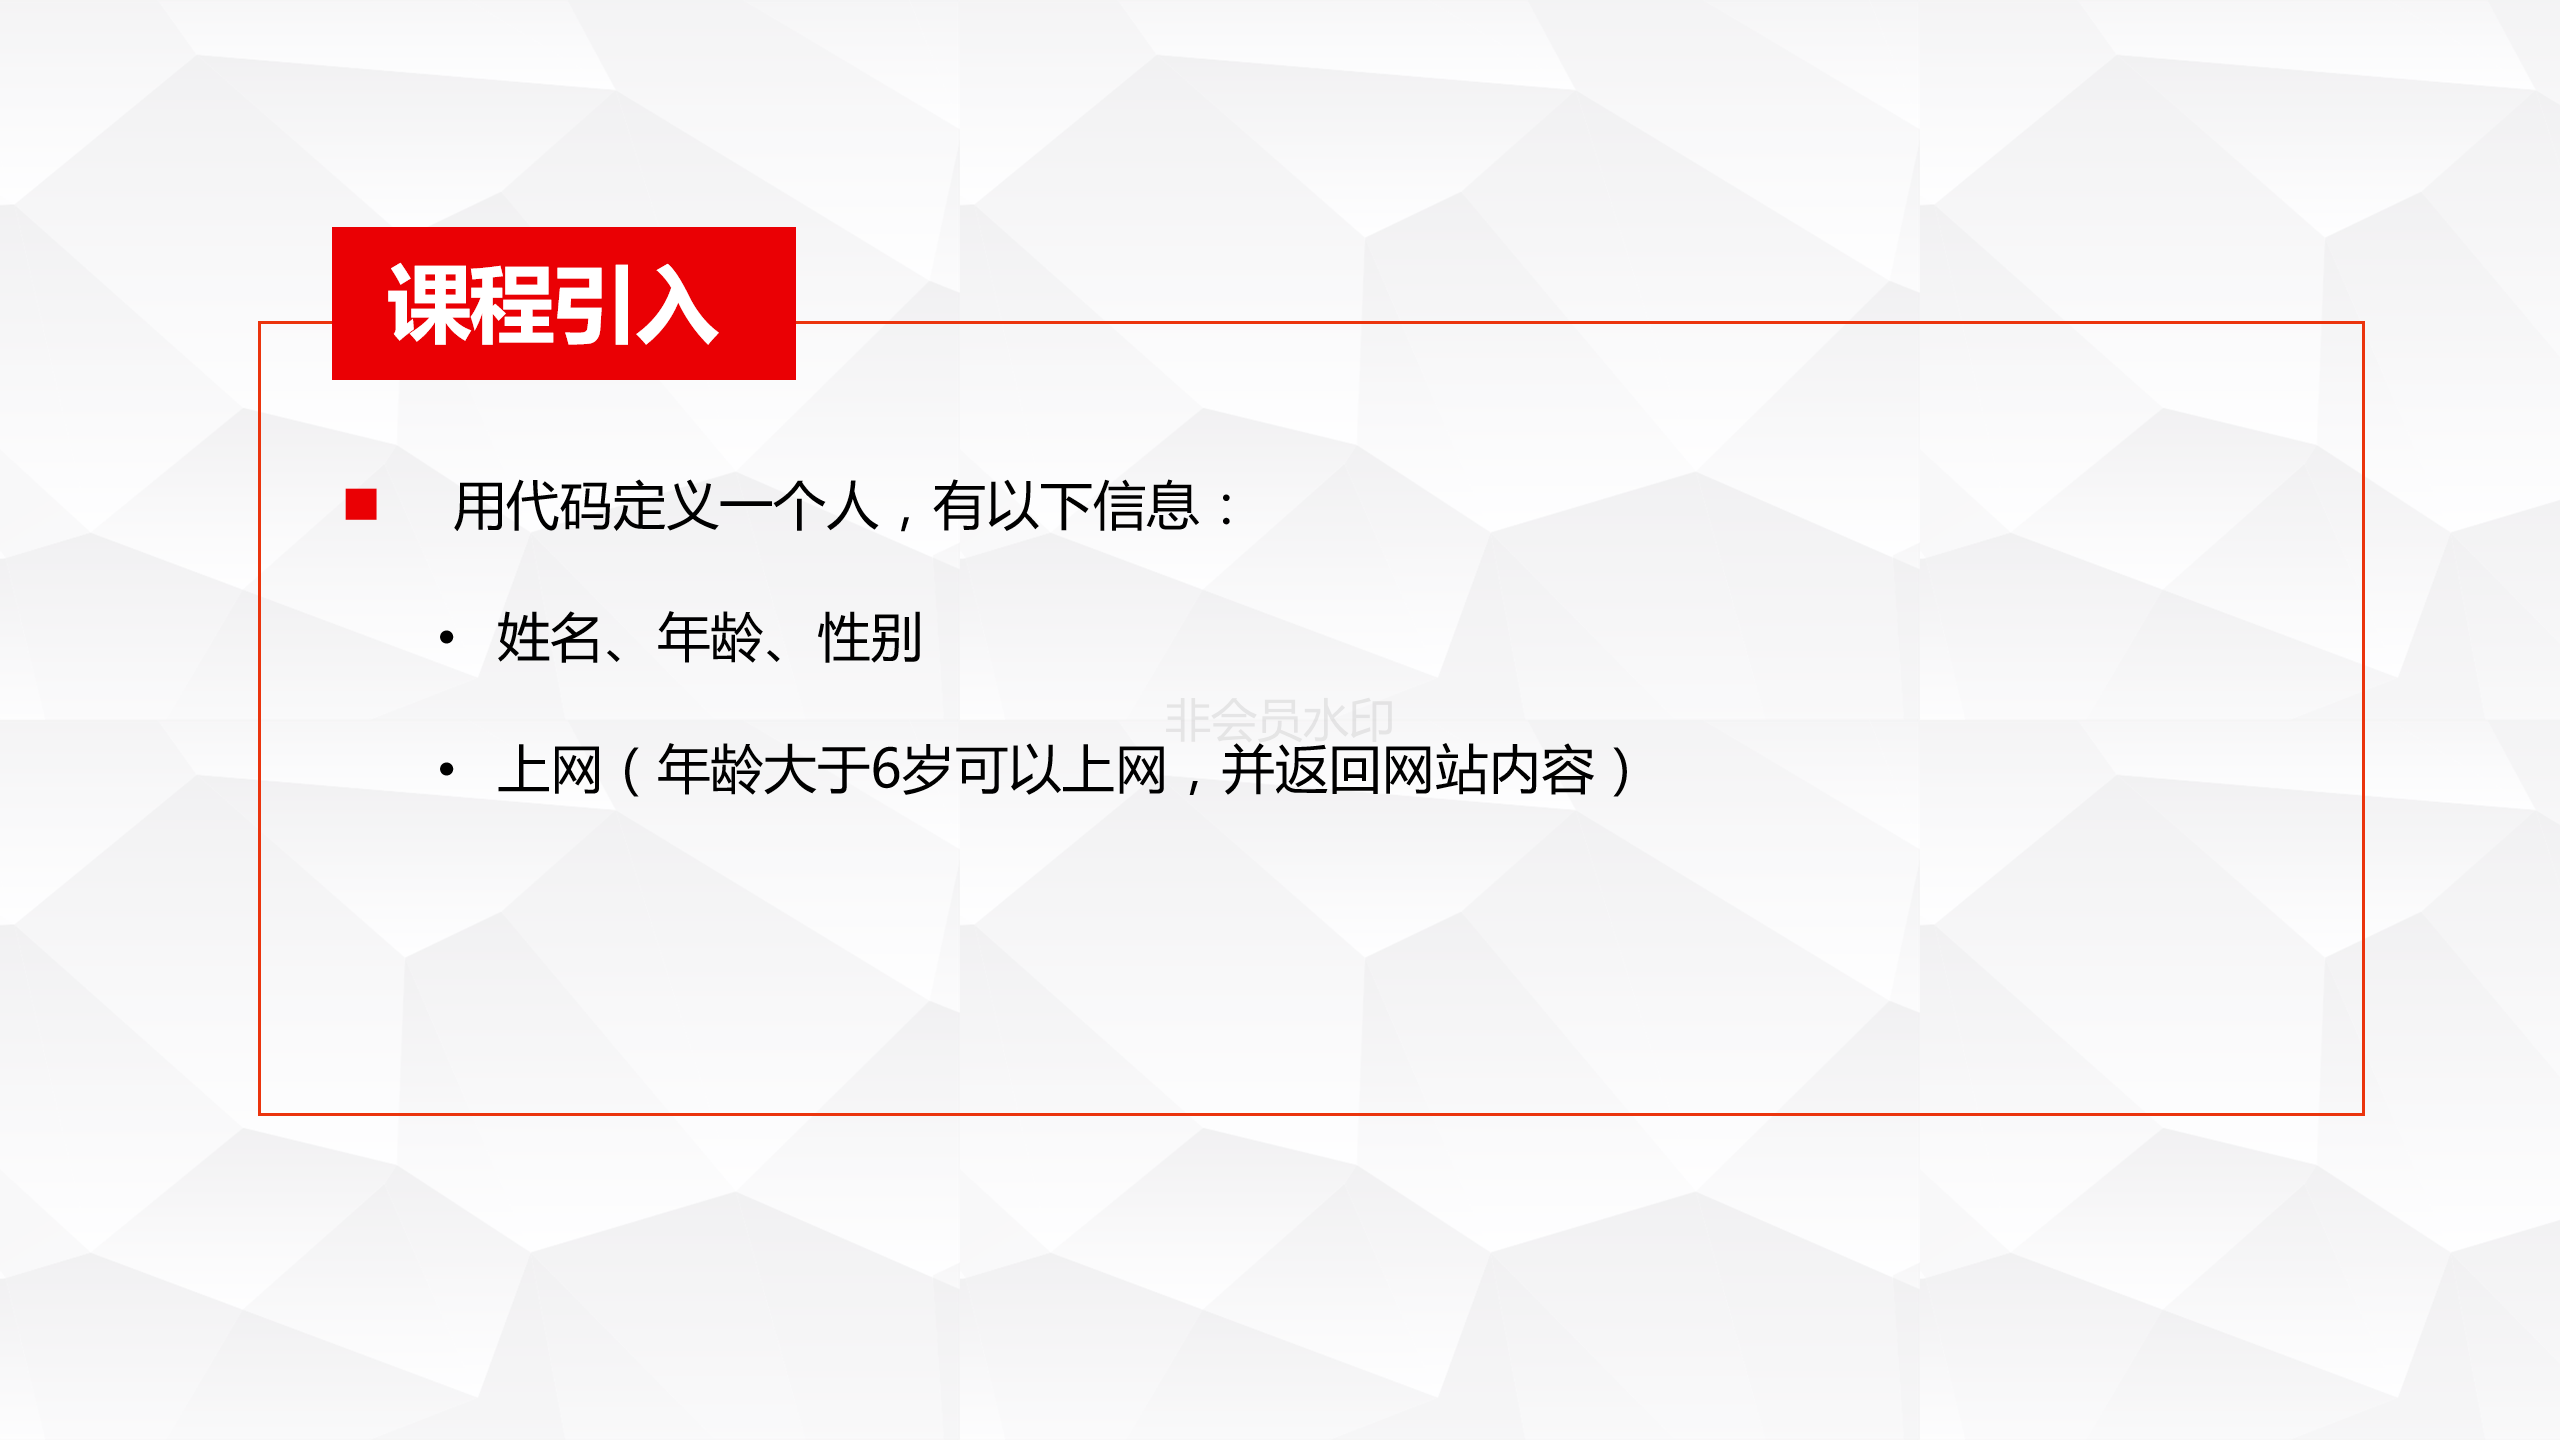 课程引入
用代码定义一个人，有以下信息：
• 姓名、年龄、性别
非会员水印
• 上网（年龄大于6岁可以上网，并返回网站内容）